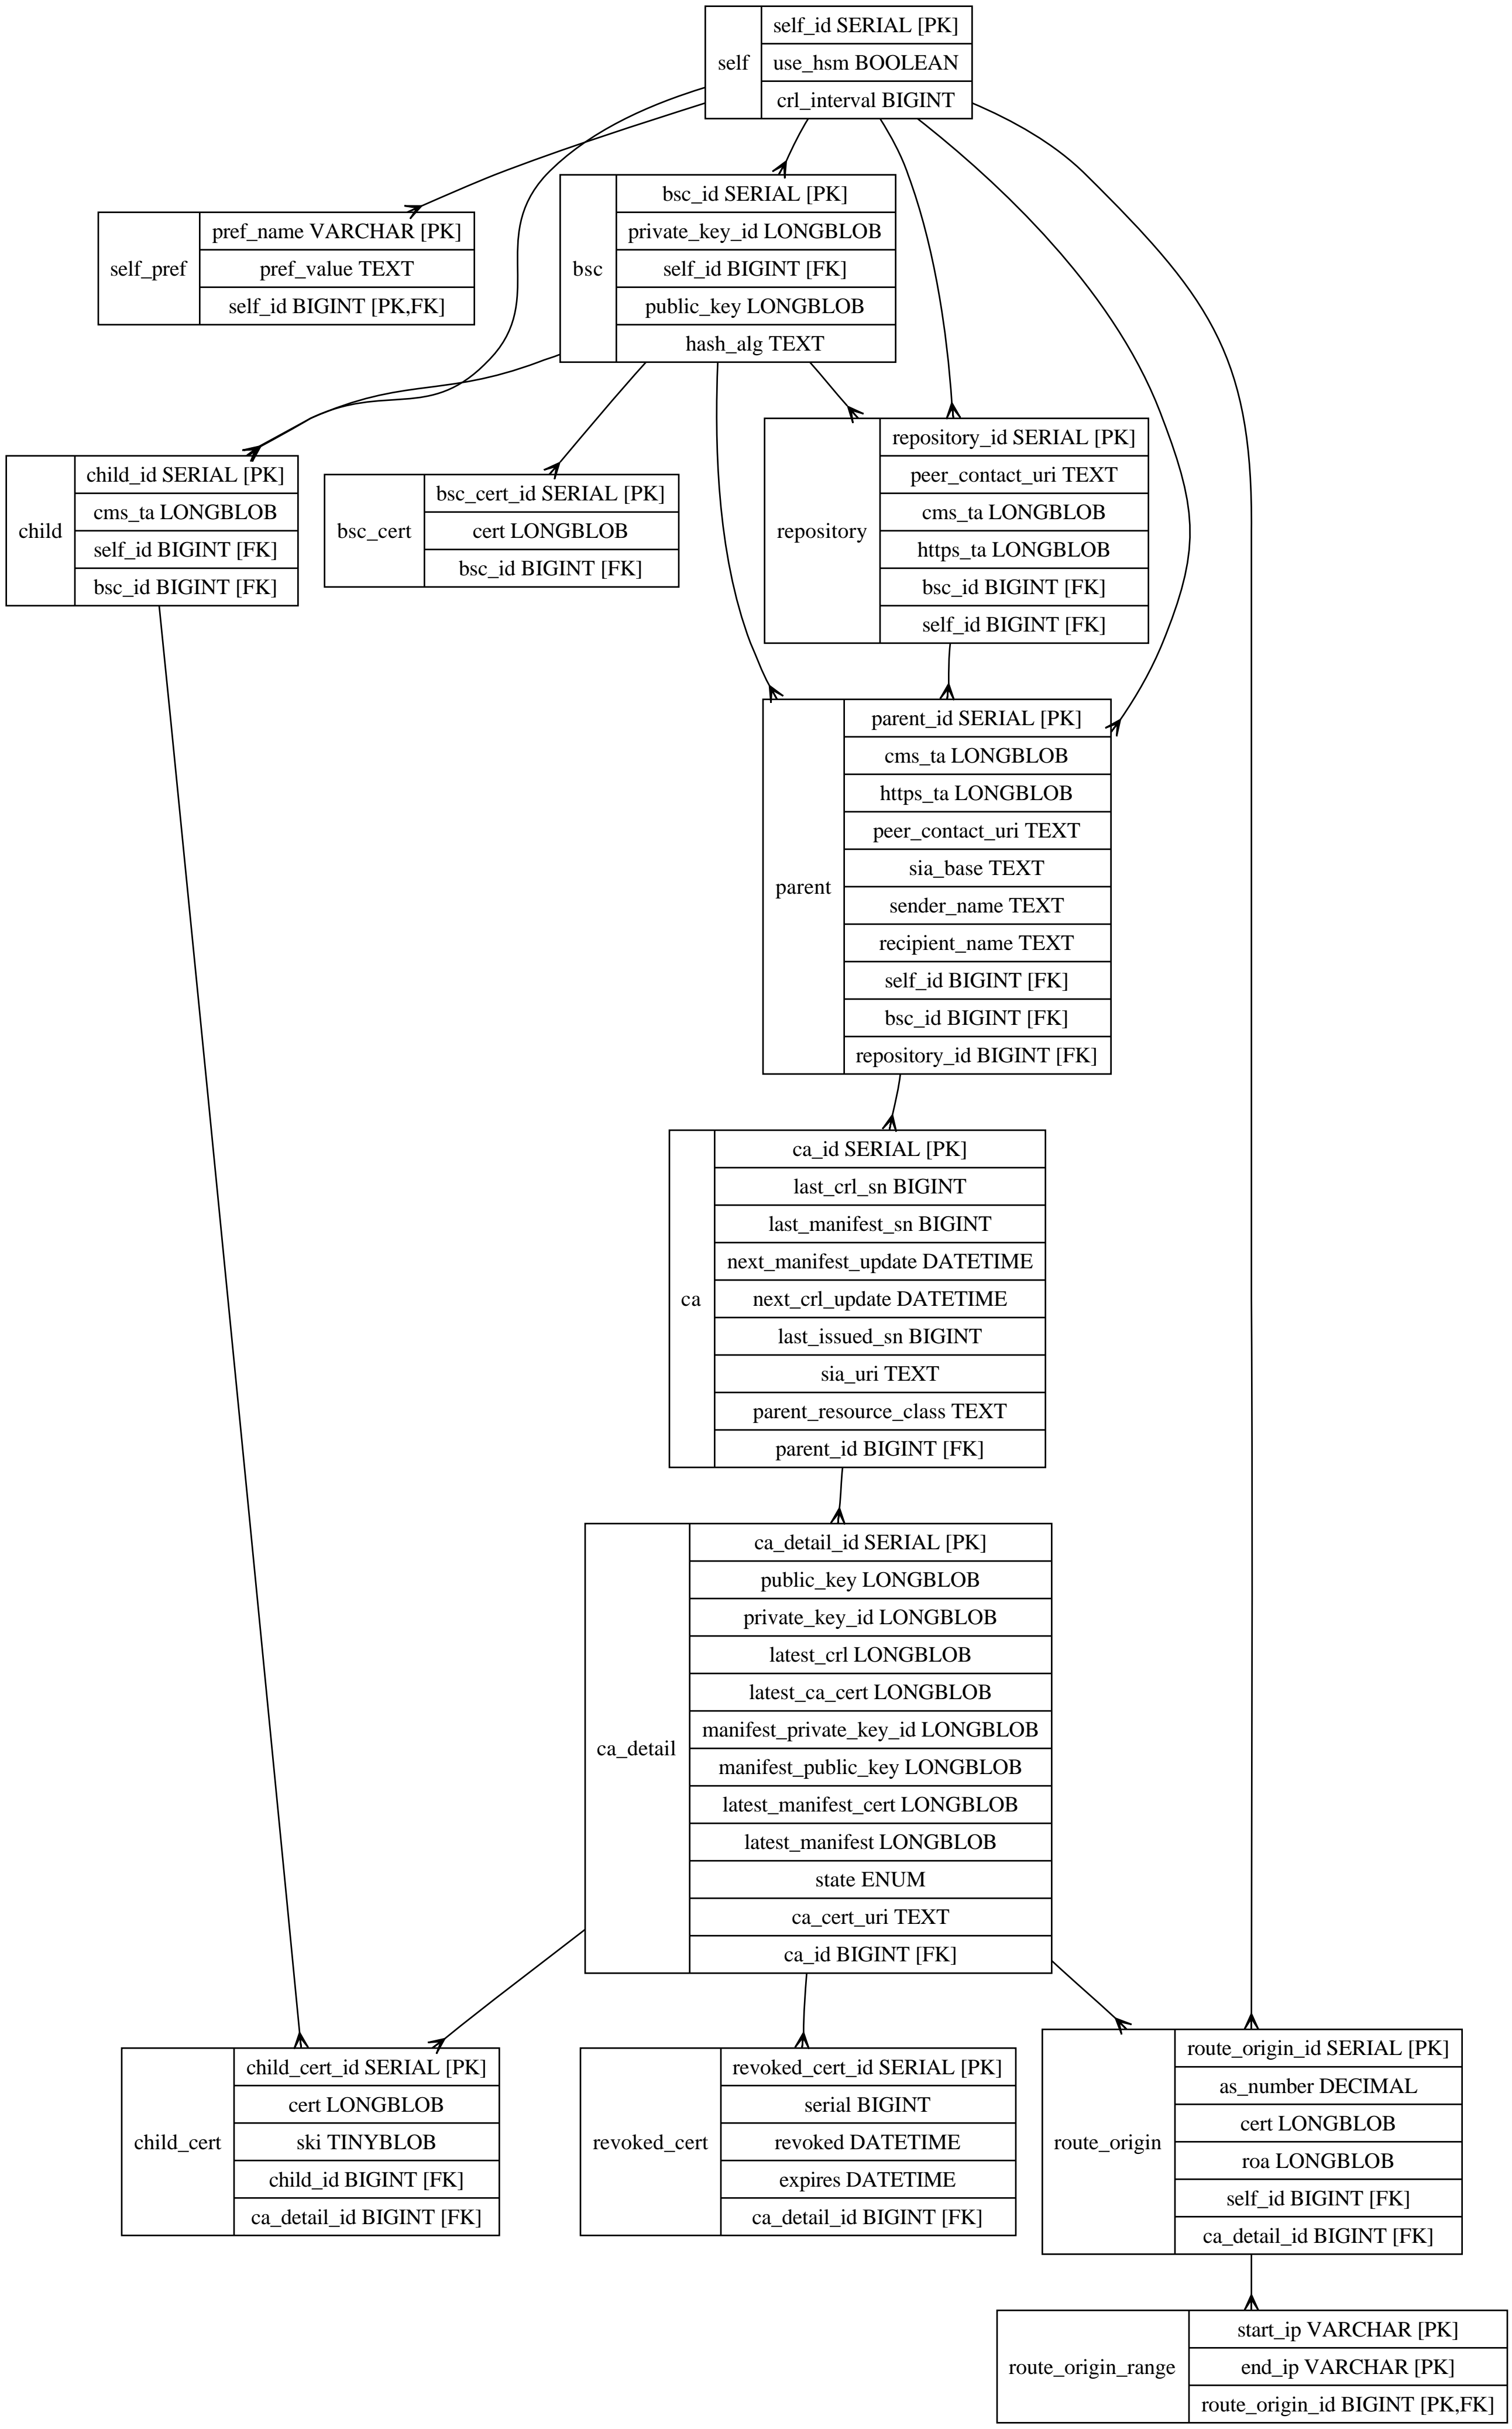 self
self_id SERIAL [PK]
use_hsm BOOLEAN
crl_interval BIGINT
self_pref
pref_name VARCHAR [PK]
pref_value TEXT
self_id BIGINT [PK,FK]
bsc
bsc_id SERIAL [PK]
private_key_id LONGBLOB
self_id BIGINT [FK]
public_key LONGBLOB
hash_alg TEXT
child
child_id SERIAL [PK]
cms_ta LONGBLOB
self_id BIGINT [FK]
bsc_id BIGINT [FK]
bsc_cert
bsc_cert_id SERIAL [PK]
cert LONGBLOB
bsc_id BIGINT [FK]
repository
repository_id SERIAL [PK]
peer_contact_uri TEXT
cms_ta LONGBLOB
https_ta LONGBLOB
bsc_id BIGINT [FK]
self_id BIGINT [FK]
parent
parent_id SERIAL [PK]
cms_ta LONGBLOB
https_ta LONGBLOB
peer_contact_uri TEXT
sia_base TEXT
sender_name TEXT
recipient_name TEXT
self_id BIGINT [FK]
bsc_id BIGINT [FK]
repository_id BIGINT [FK]
ca
ca_id SERIAL [PK]
last_crl_sn BIGINT
last_manifest_sn BIGINT
next_manifest_update DATETIME
next_crl_update DATETIME
last_issued_sn BIGINT
sia_uri TEXT
parent_resource_class TEXT
parent_id BIGINT [FK]
ca_detail
ca_detail_id SERIAL [PK]
public_key LONGBLOB
private_key_id LONGBLOB
latest_crl LONGBLOB
latest_ca_cert LONGBLOB
manifest_private_key_id LONGBLOB
manifest_public_key LONGBLOB
latest_manifest_cert LONGBLOB
latest_manifest LONGBLOB
state ENUM
ca_cert_uri TEXT
ca_id BIGINT [FK]
child_cert
child_cert_id SERIAL [PK]
cert LONGBLOB
ski TINYBLOB
child_id BIGINT [FK]
ca_detail_id BIGINT [FK]
revoked_cert
revoked_cert_id SERIAL [PK]
serial BIGINT
revoked DATETIME
expires DATETIME
ca_detail_id BIGINT [FK]
route_origin
route_origin_id SERIAL [PK]
as_number DECIMAL
cert LONGBLOB
roa LONGBLOB
self_id BIGINT [FK]
ca_detail_id BIGINT [FK]
route_origin_range
start_ip VARCHAR [PK]
end_ip VARCHAR [PK]
route_origin_id BIGINT [PK,FK]